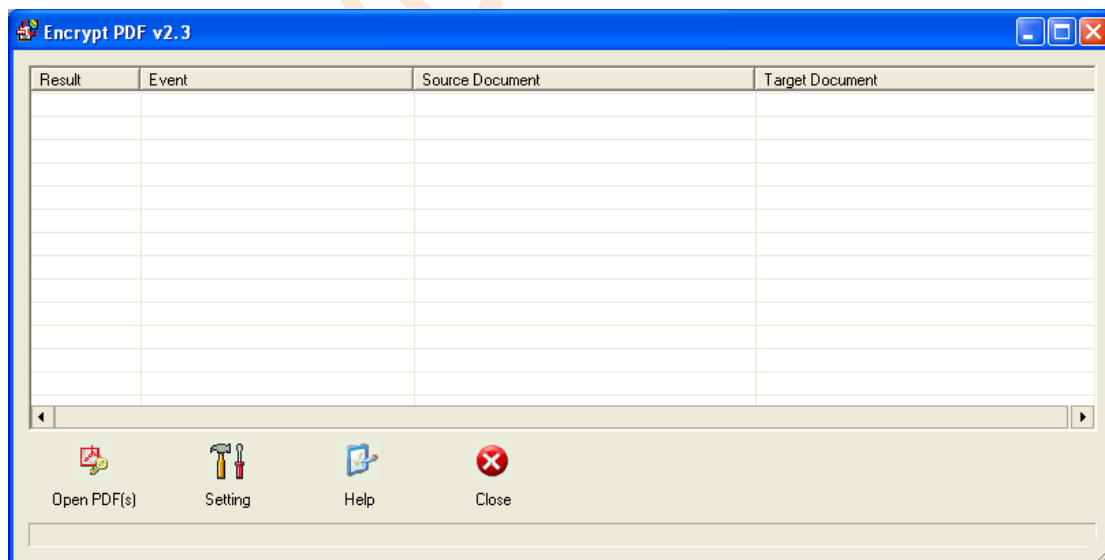 Encrypt PDF v2.3
Result Event Source Document Target Document
Open PDF(s) Setting Help Close